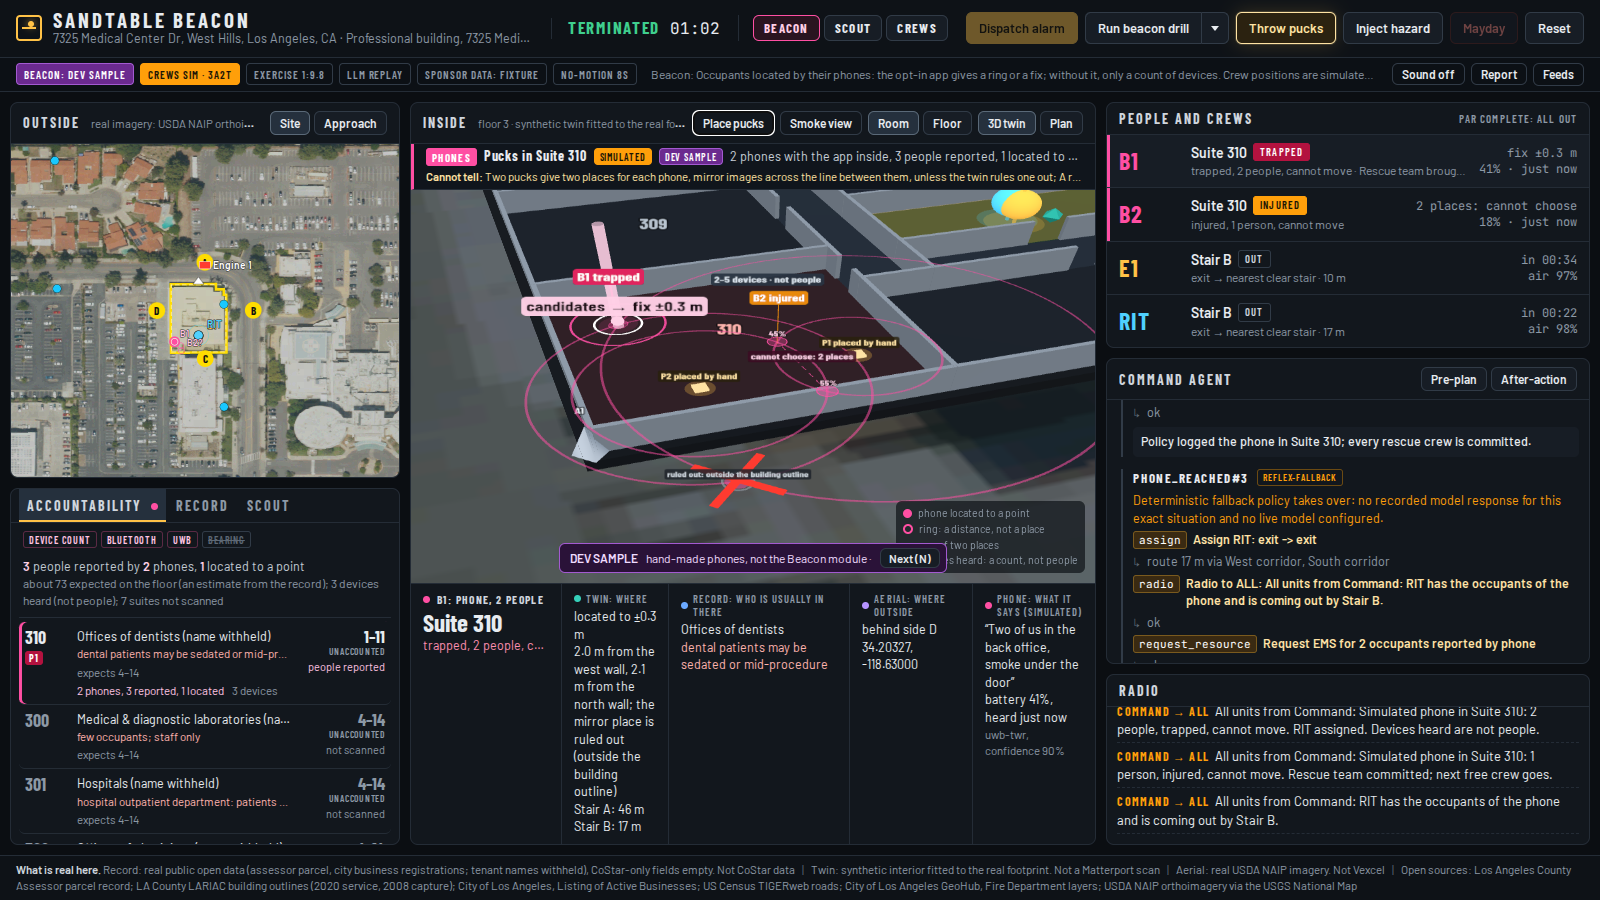 SANDTABLE BEACON
7325 Medical Center Dr, West Hills, Los Angeles, CA · Professional building, 7325 Medi...
TERMINATED 01:02
BEACON SCOUT CREWS
Dispatch alarm Run beacon drill Throw pucks Inject hazard Mayday Reset
BEACON: DEV SAMPLE CREWS SIM · 3A2T EXERCISE 1:9.8 LLM REPLAY SPONSOR DATA: FIXTURE NO-MOTION 8S
Beacon: Occupants located by their phones: the opt-in app gives a ring or a fix; without it, only a count of devices. Crew positions are simulate...
Sound off Report Feeds
OUTSIDE real imagery: USDA NAIP orthoi... Site Approach
Engine 1
D B
RIT
B1
C
ACCOUNTABILITY RECORD SCOUT
DEVICE COUNT BLUETOOTH UWB BEARING
3 people reported by 2 phones, 1 located to a point
about 73 expected on the floor (an estimate from the record); 3 devices
heard (not people); 7 suites not scanned
310 Offices of dentists (name withheld) 1–11
P1 dental patients may be sedated or mid-pr... UNACCOUNTED
expects 4–14 people reported
2 phones, 3 reported, 1 located 3 devices
300 Medical & diagnostic laboratories (na... 4–14
few occupants; staff only UNACCOUNTED
expects 4–14 not scanned
301 Hospitals (name withheld) 4–14
hospital outpatient department: patients ... UNACCOUNTED
expects 4–14 not scanned
INSIDE floor 3 · synthetic twin fitted to the real fo... Place pucks Smoke view Room Floor 3D twin Plan
PHONES Pucks in Suite 310 SIMULATED DEV SAMPLE 2 phones with the app inside, 3 people reported, 1 located to ...
Cannot tell: Two pucks give two places for each phone, mirror images across the line between them, unless the twin rules one out; A r...
309
B1 trapped
2–5 devices · not people
B2 injured
candidates → fix ±0.3 m
310
45%
P1 placed by hand
cannot choose: 2 places
P2 placed by hand
55%
A1
ruled out: outside the building outline
phone located to a point
ring: a distance, not a place
f two places
s heard: a count, not people
DEV SAMPLE hand-made phones, not the Beacon module · Next (N)
B1: PHONE, 2 PEOPLE
Suite 310
trapped, 2 people, c...
TWIN: WHERE
located to ±0.3
m
2.0 m from the
west wall, 2.1
m from the
north wall; the
mirror place is
ruled out
(outside the
building
outline)
Stair A: 46 m
Stair B: 17 m
RECORD: WHO IS USUALLY IN
THERE
Offices of dentists
dental patients may be
sedated or mid-procedure
AERIAL: WHERE
OUTSIDE
behind side D
34.20327,
-118.63000
PHONE: WHAT IT
SAYS (SIMULATED)
"Two of us in the
back office,
smoke under the
door"
battery 41%,
heard just now
uwb-twr,
confidence 90%
PEOPLE AND CREWS PAR COMPLETE: ALL OUT
B1 Suite 310 TRAPPED fix ±0.3 m
trapped, 2 people, cannot move · Rescue team broug... 41% · just now
B2 Suite 310 INJURED 2 places: cannot choose
injured, 1 person, cannot move 18% · just now
E1 Stair B OUT in 00:34
exit → nearest clear stair · 10 m air 97%
RIT Stair B OUT in 00:22
exit → nearest clear stair · 17 m air 98%
COMMAND AGENT Pre-plan After-action
↳ ok
Policy logged the phone in Suite 310; every rescue crew is committed.
PHONE_REACHED#3 REFLEX-FALLBACK
Deterministic fallback policy takes over: no recorded model response for this
exact situation and no live model configured.
assign Assign RIT: exit -> exit
↳ route 17 m via West corridor, South corridor
radio Radio to ALL: All units from Command: RIT has the occupants of the
phone and is coming out by Stair B.
↳ ok
request_resource Request EMS for 2 occupants reported by phone
RADIO
COMMAND → ALL All units from Command: Simulated phone in Suite 310: 2
people, trapped, cannot move. RIT assigned. Devices heard are not people.
COMMAND → ALL All units from Command: Simulated phone in Suite 310: 1
person, injured, cannot move. Rescue team committed; next free crew goes.
COMMAND → ALL All units from Command: RIT has the occupants of the phone
and is coming out by Stair B.
What is real here. Record: real public open data (assessor parcel, city business registrations; tenant names withheld), CoStar-only fields empty. Not CoStar data | Twin: synthetic interior fitted to the real footprint. Not a Matterport scan | Aerial: real USDA NAIP imagery. Not Vexcel | Open sources: Los Angeles County
Assessor parcel record; LA County LARIAC building outlines (2020 service, 2008 capture); City of Los Angeles, Listing of Active Businesses; US Census TIGERweb roads; City of Los Angeles GeoHub, Fire Department layers; USDA NAIP orthoimagery via the USGS National Map